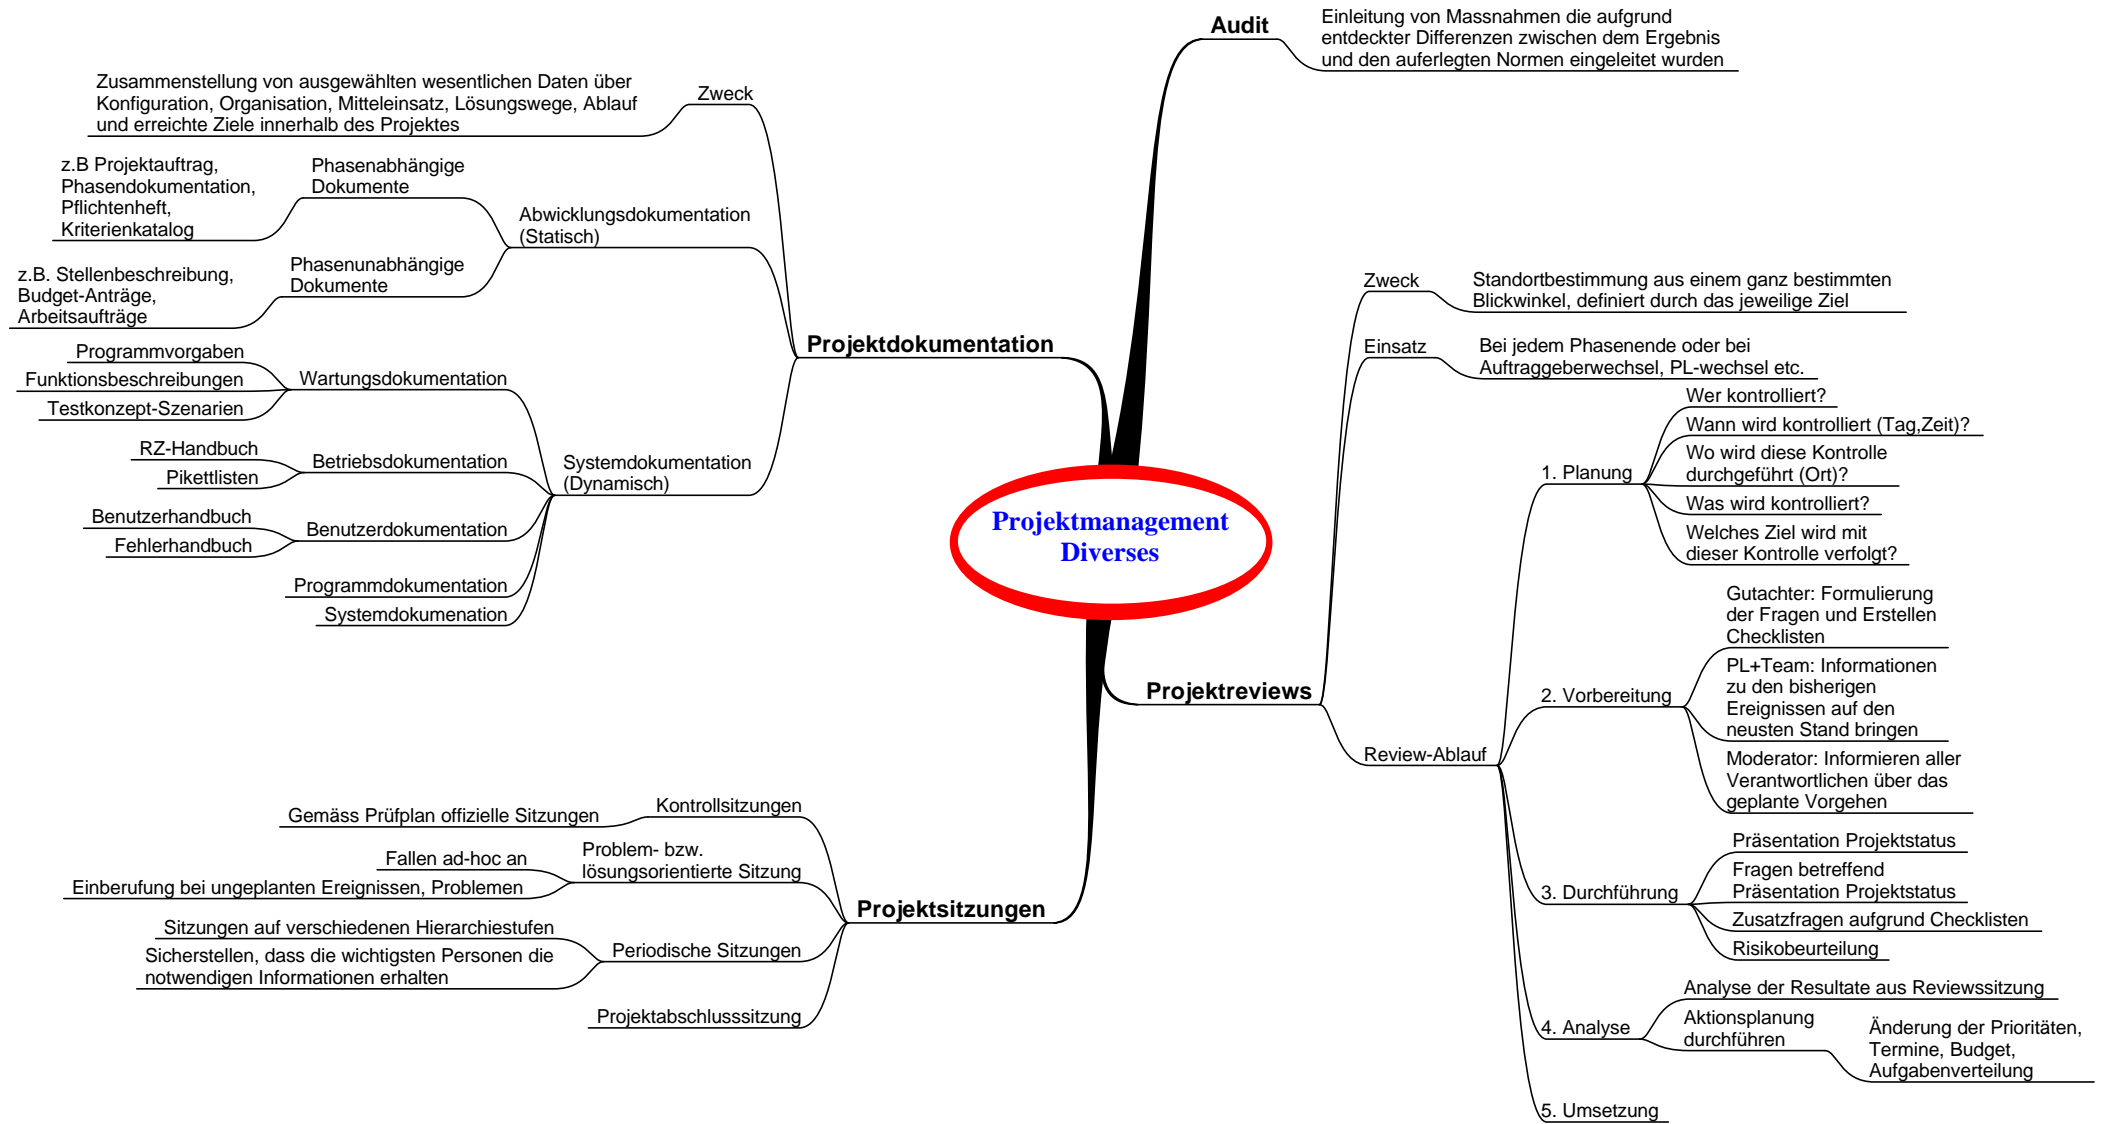 Projektmanagement
Diverses
Audit
Einleitung von Massnahmen die aufgrund
entdeckter Differenzen zwischen dem Ergebnis
und den auferlegten Normen eingeleitet wurden
Projektdokumentation
Zweck
Zusammenstellung von ausgewählten wesentlichen Daten über
Konfiguration, Organisation, Mitteleinsatz, Lösungswege, Ablauf
und erreichte Ziele innerhalb des Projektes
Abwicklungsdokumentation
(Statisch)
Phasenabhängige
Dokumente
z.B Projektauftrag,
Phasendokumentation,
Pflichtenheft,
Kriterienkatalog
Phasenunabhängige
Dokumente
z.B. Stellenbeschreibung,
Budget-Anträge,
Arbeitsaufträge
Systemdokumentation
(Dynamisch)
Wartungsdokumentation
Programmvorgaben
Funktionsbeschreibungen
Testkonzept-Szenarien
Betriebsdokumentation
RZ-Handbuch
Pikettlisten
Benutzerdokumentation
Benutzerhandbuch
Fehlerhandbuch
Programmdokumentation
Systemdokumenation
Projektreviews
Zweck
Standortbestimmung aus einem ganz bestimmten
Blickwinkel, definiert durch das jeweilige Ziel
Einsatz
Bei jedem Phasenende oder bei
Auftraggeberwechsel, PL-wechsel etc.
Review-Ablauf
1. Planung
Wer kontrolliert?
Wann wird kontrolliert (Tag,Zeit)?
Wo wird diese Kontrolle
durchgeführt (Ort)?
Was wird kontrolliert?
Welches Ziel wird mit
dieser Kontrolle verfolgt?
2. Vorbereitung
Gutachter: Formulierung
der Fragen und Erstellen
Checklisten
PL+Team: Informationen
zu den bisherigen
Ereignissen auf den
neusten Stand bringen
Moderator: Informieren aller
Verantwortlichen über das
geplante Vorgehen
3. Durchführung
Präsentation Projektstatus
Fragen betreffend
Präsentation Projektstatus
Zusatzfragen aufgrund Checklisten
Risikobeurteilung
4. Analyse
Analyse der Resultate aus Reviewssitzung
Aktionsplanung
durchführen
Änderung der Prioritäten,
Termine, Budget,
Aufgabenverteilung
5. Umsetzung
Projektsitzungen
Kontrollsitzungen
Gemäss Prüfplan offizielle Sitzungen
Problem- bzw.
lösungsorientierte Sitzung
Fallen ad-hoc an
Einberufung bei ungeplanten Ereignissen, Problemen
Periodische Sitzungen
Sitzungen auf verschiedenen Hierarchiestufen
Sicherstellen, dass die wichtigsten Personen die
notwendigen Informationen erhalten
Projektabschlusssitzung